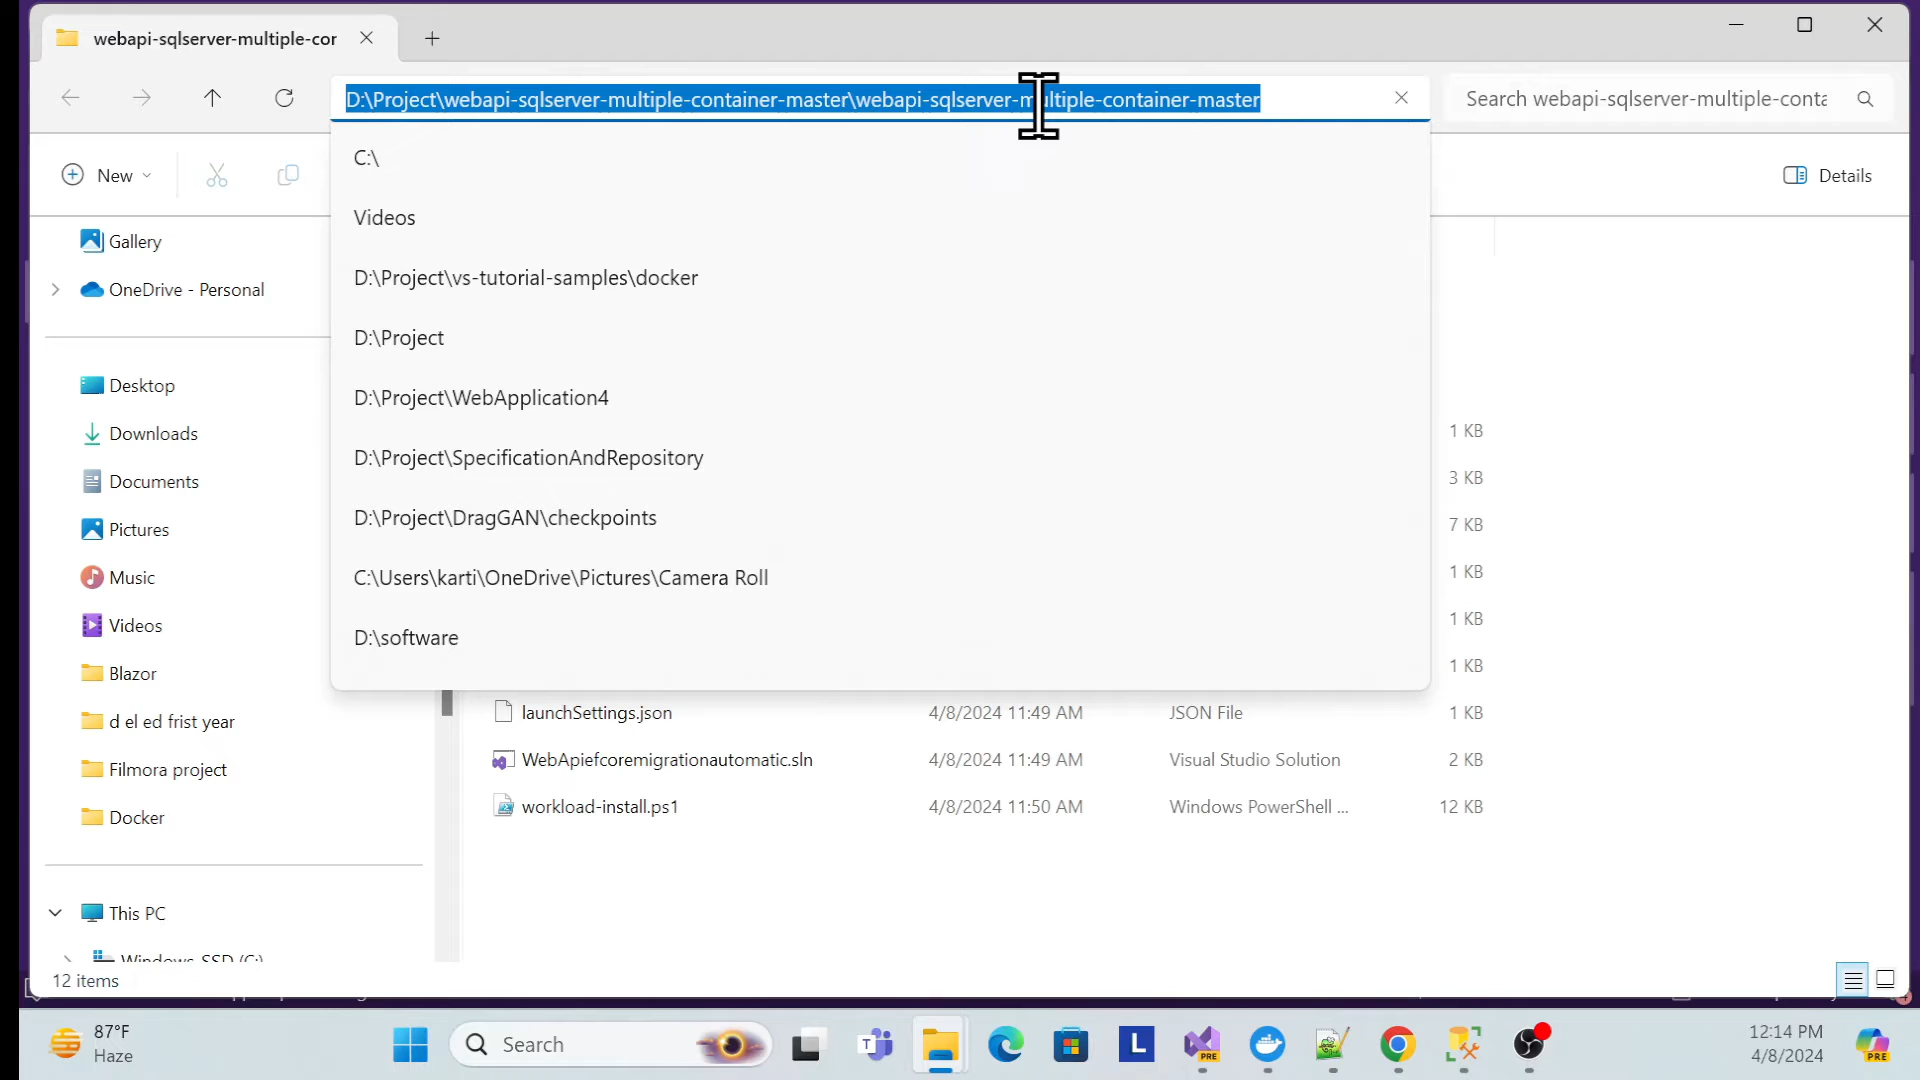 webapi-sqlserver-multiple-cor
D:\Project\webapi-sqlserver-multiple-container-master\webapi-sqlserver-multiple-container-master
Search webapi-sqlserver-multiple-conta
New
Details
C:\
Videos
D:\Project\vs-tutorial-samples\docker
D:\Project
D:\Project\WebApplication4
D:\Project\SpecificationAndRepository
D:\Project\DragGAN\checkpoints
C:\Users\karti\OneDrive\Pictures\Camera Roll
D:\software
Gallery
OneDrive - Personal
Desktop
Downloads
Documents
Pictures
Music
Videos
Blazor
d el ed frist year
Filmora project
Docker
This PC
Windows-SSD (C:)
1 KB
3 KB
7 KB
1 KB
1 KB
1 KB
launchSettings.json 4/8/2024 11:49 AM JSON File 1 KB
WebApiefcoremigrationautomatic.sln 4/8/2024 11:49 AM Visual Studio Solution 2 KB
workload-install.ps1 4/8/2024 11:50 AM Windows PowerShell ... 12 KB
12 items
87°F
Haze
Search
T
PRE
L
PRE
12:14 PM
4/8/2024